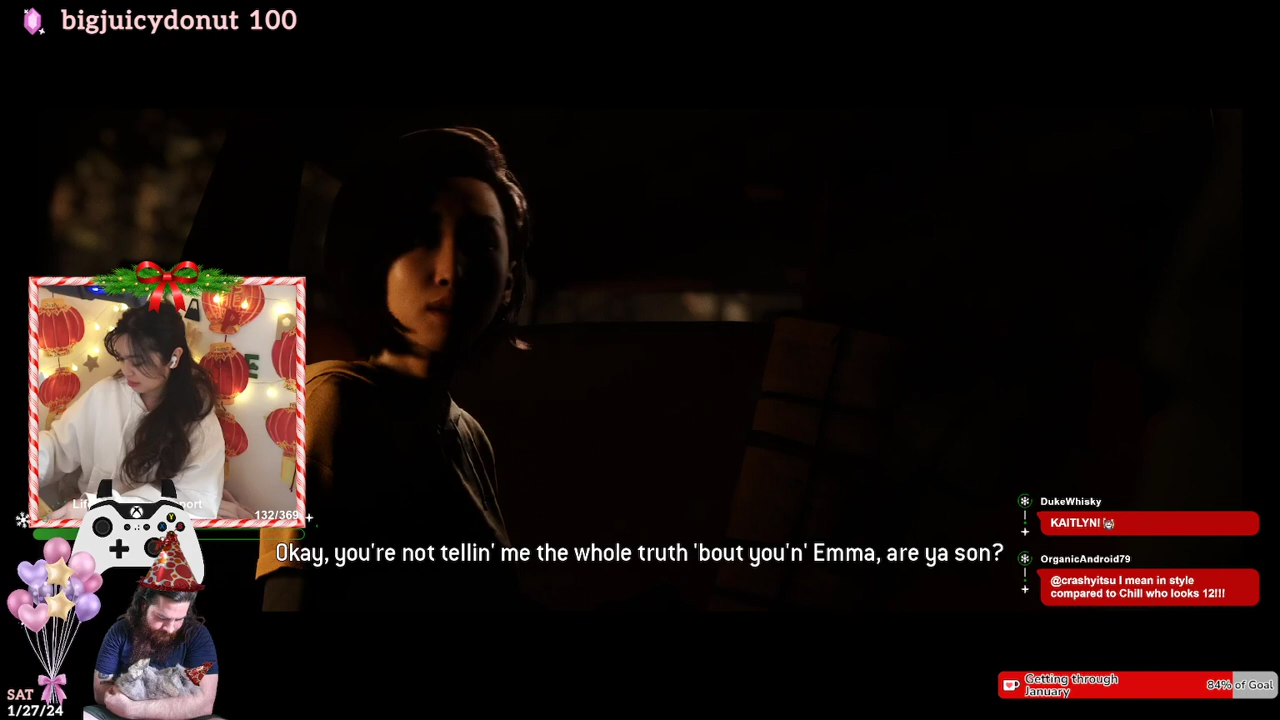 bigjuicydonut 100
132/369
Okay, you're not tellin' me the whole truth 'bout you'n' Emma, are ya son?
DukeWhisky
KAITLYN!
OrganicAndroid79
@crashyitsu I mean in style
compared to Chill who looks 12!!!
Getting through
January
84% of Goal
SAT
1/27/24